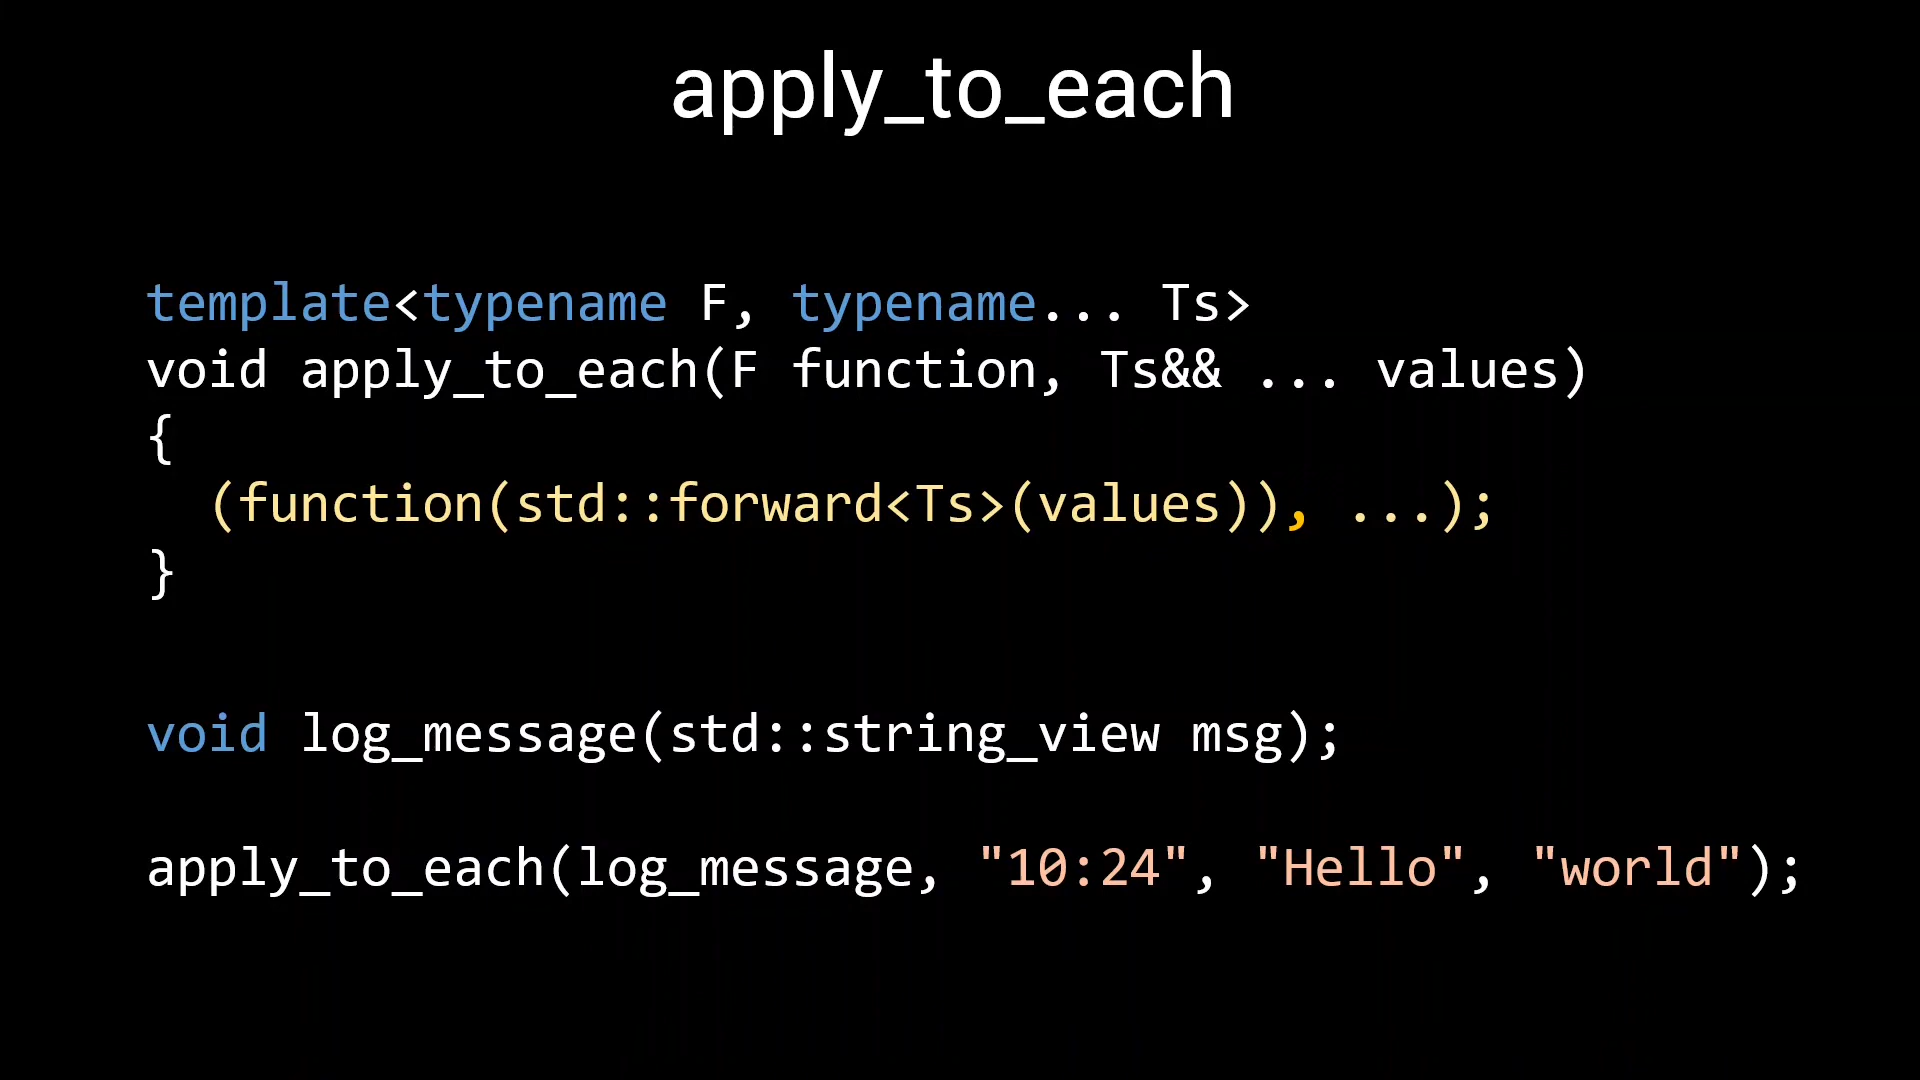 apply_to_each
template<typename F, typename... Ts>
void apply_to_each(F function, Ts&& ... values)
{
(function(std::forward<Ts>(values)), ...);
}
void log_message(std::string_view msg);
apply_to_each(log_message, "10:24", "Hello", "world");